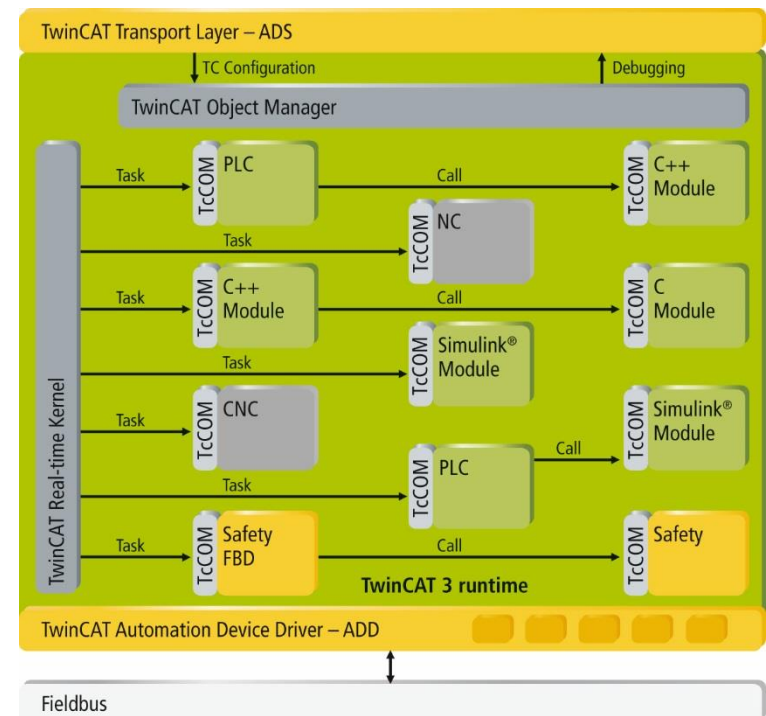 TwinCAT Transport Layer – ADS
TC Configuration
Debugging
TwinCAT Object Manager
TwinCAT Real-time Kernel
Task
TcCOM
PLC
Call
TcCOM
C++
Module
Task
TcCOM
NC
Task
TcCOM
C++
Module
Call
TcCOM
C
Module
Task
TcCOM
Simulink®
Module
Task
TcCOM
CNC
TcCOM
Simulink®
Module
Task
TcCOM
PLC
Call
Task
TcCOM
Safety
FBD
Call
TcCOM
Safety
TwinCAT 3 runtime
TwinCAT Automation Device Driver – ADD
Fieldbus